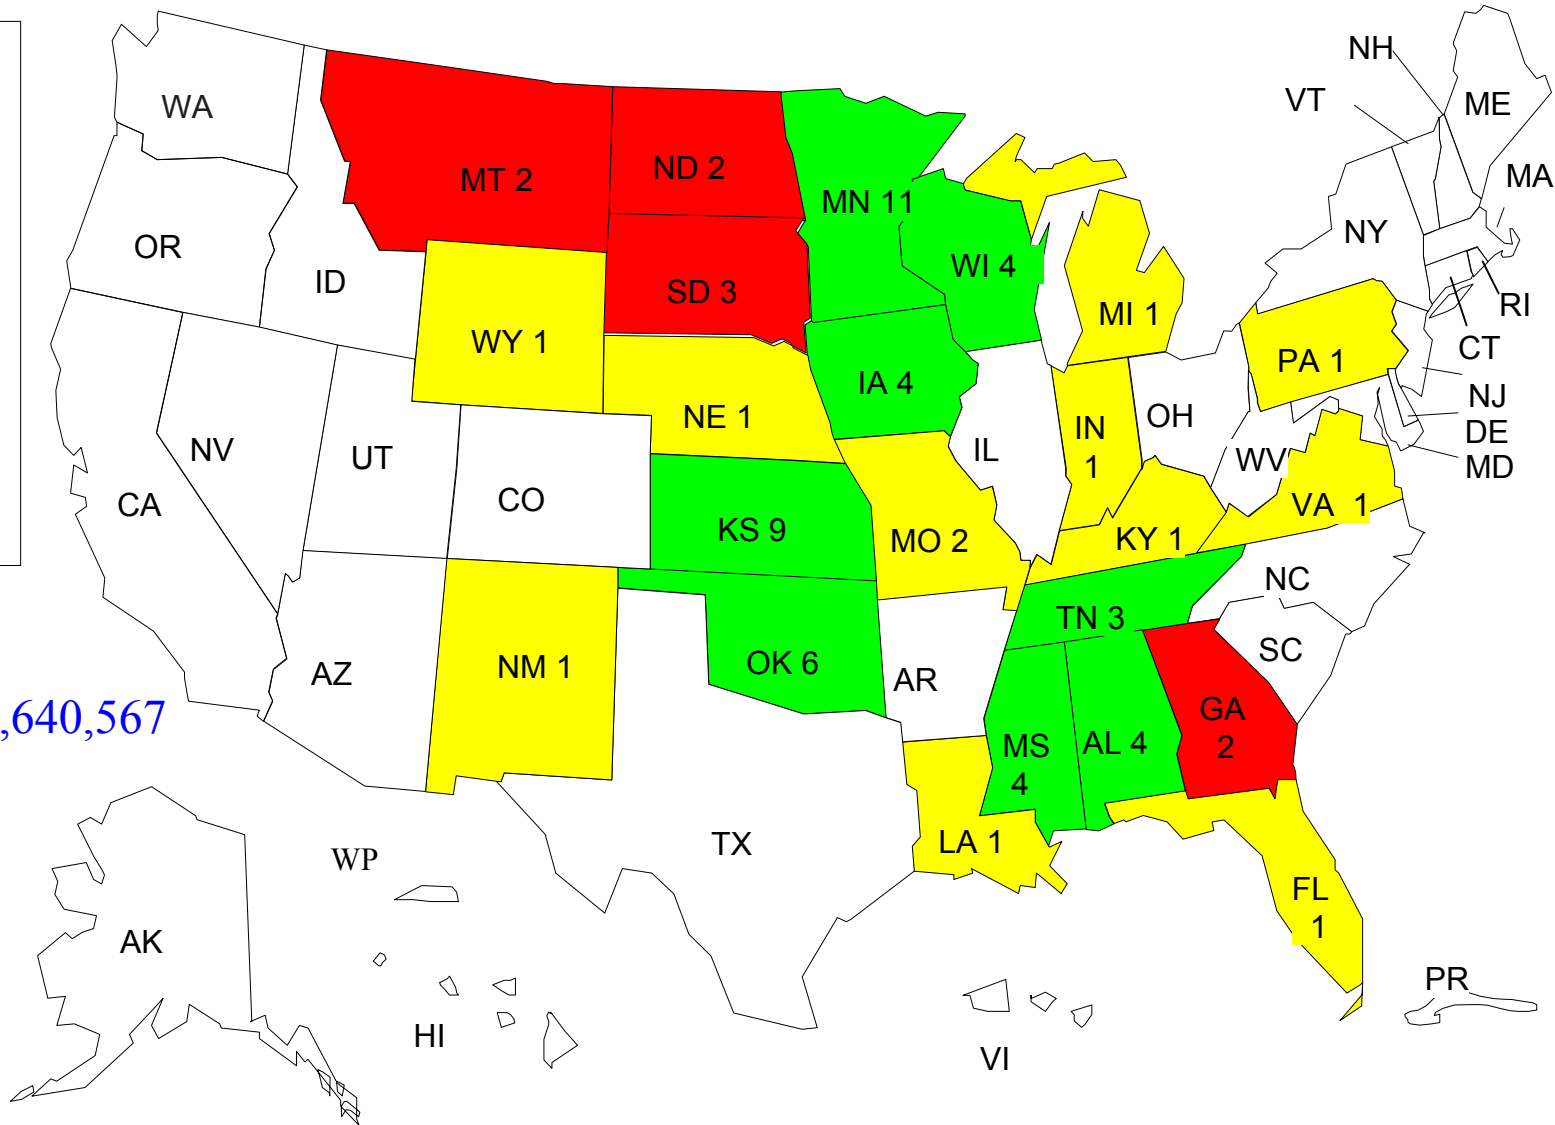 NH
VT
ME
WA
MA
MT 2
ND 2
MN 11
NY
OR
ID
WI 4
SD 3
RI
MI 1
WY 1
CT
PA 1
IA 4
NJ
NE 1
OH
IN
1
DE
NV
UT
IL
WV
MD
CA
CO
VA 1
KS 9
MO 2
KY 1
NC
TN 3
SC
AZ
NM 1
OK 6
AR
GA
2
,640,567
MS
4
AL 4
TX
LA 1
WP
FL
1
AK
PR
HI
VI